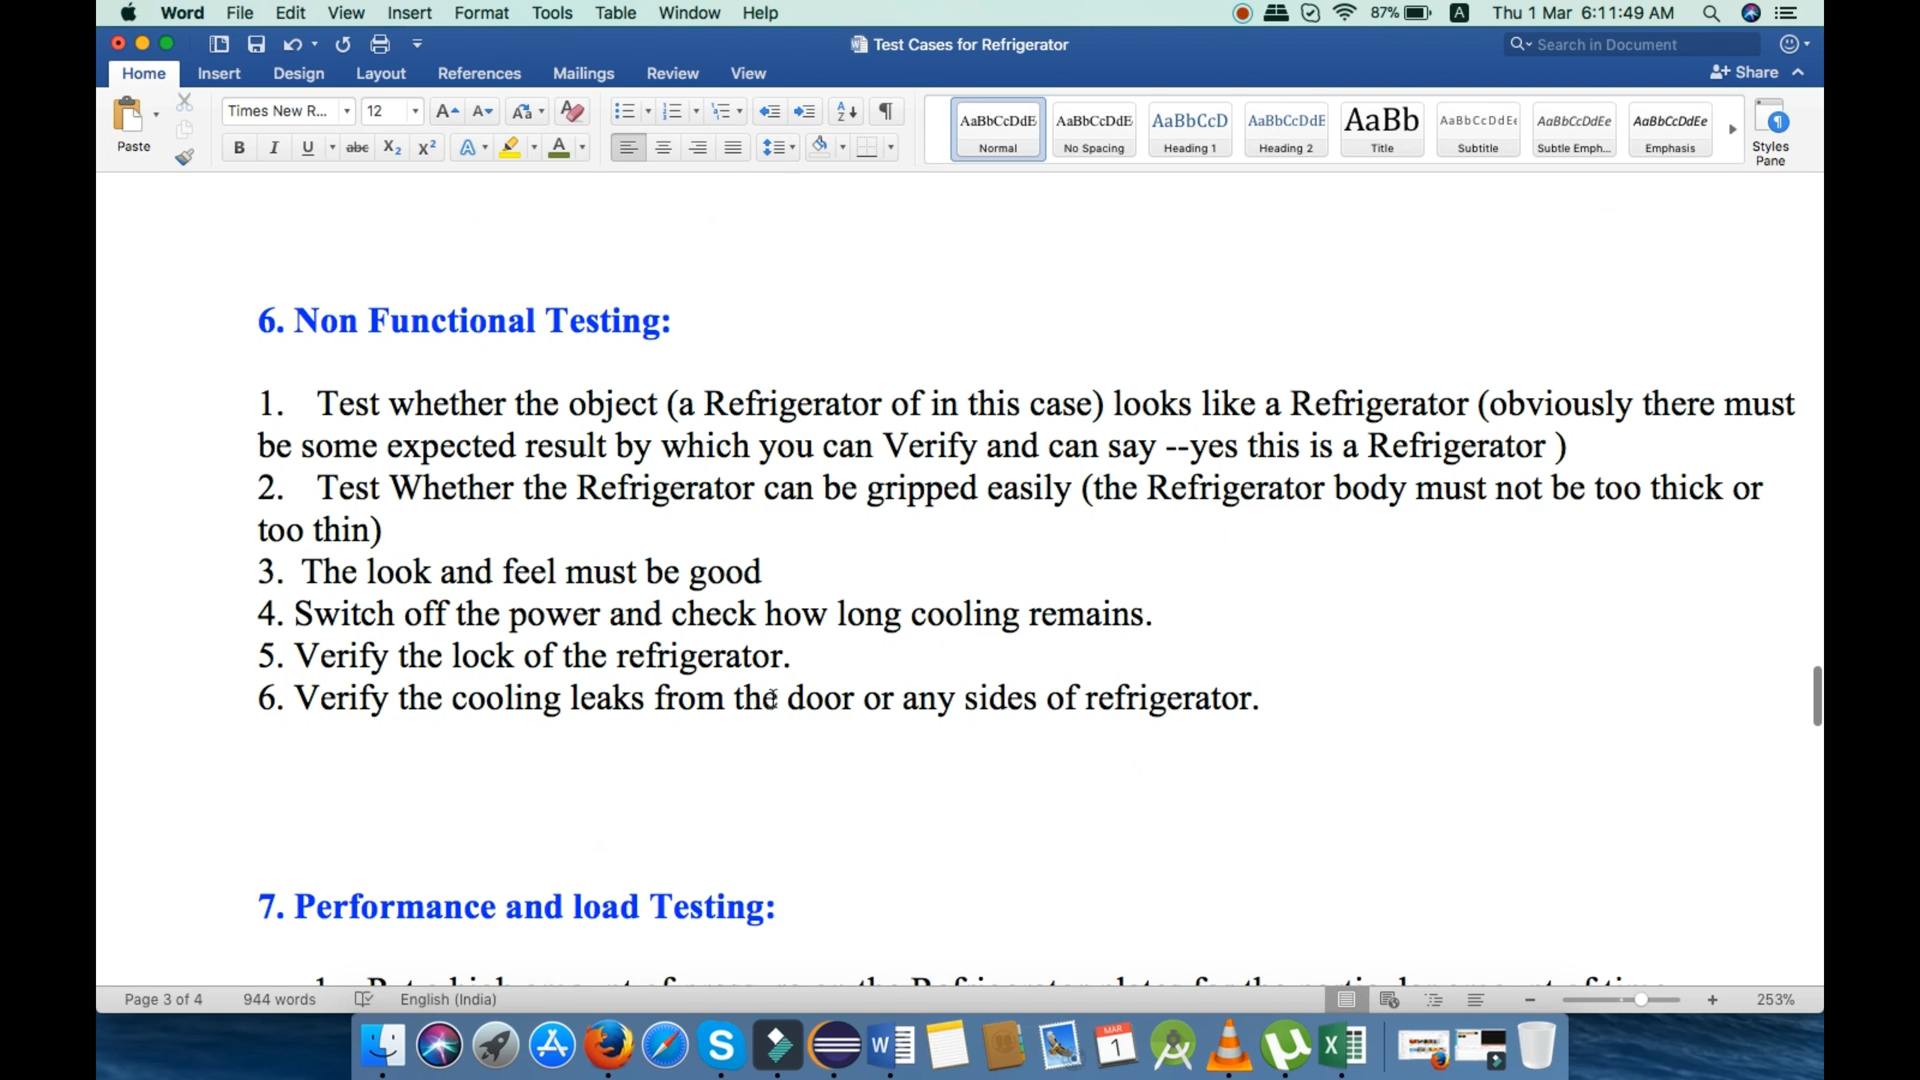 Word File Edit View Insert Format Tools Table Window Help 87% A Thu 1 Mar 6:11:49 AM
Test Cases for Refrigerator Search in Document
Home Insert Design Layout References Mailings Review View Share
Paste Times New R... 12 AaBbCcDdE AaBbCcDdE AaBbCcD AaBbCcDdE AaBb AaBbCcDdEe AaBbCcDdEe AaBbCcDdEe
B I U abc X2 X2 A A Normal No Spacing Heading 1 Heading 2 Title Subtitle Subtle Emph... Emphasis Styles Pane
6. Non Functional Testing:
1. Test whether the object (a Refrigerator of in this case) looks like a Refrigerator (obviously there must
be some expected result by which you can Verify and can say --yes this is a Refrigerator )
2. Test Whether the Refrigerator can be gripped easily (the Refrigerator body must not be too thick or
too thin)
3. The look and feel must be good
4. Switch off the power and check how long cooling remains.
5. Verify the lock of the refrigerator.
6. Verify the cooling leaks from the door or any sides of refrigerator.
7. Performance and load Testing:
Page 3 of 4 944 words English (India) 253%
MAR
1